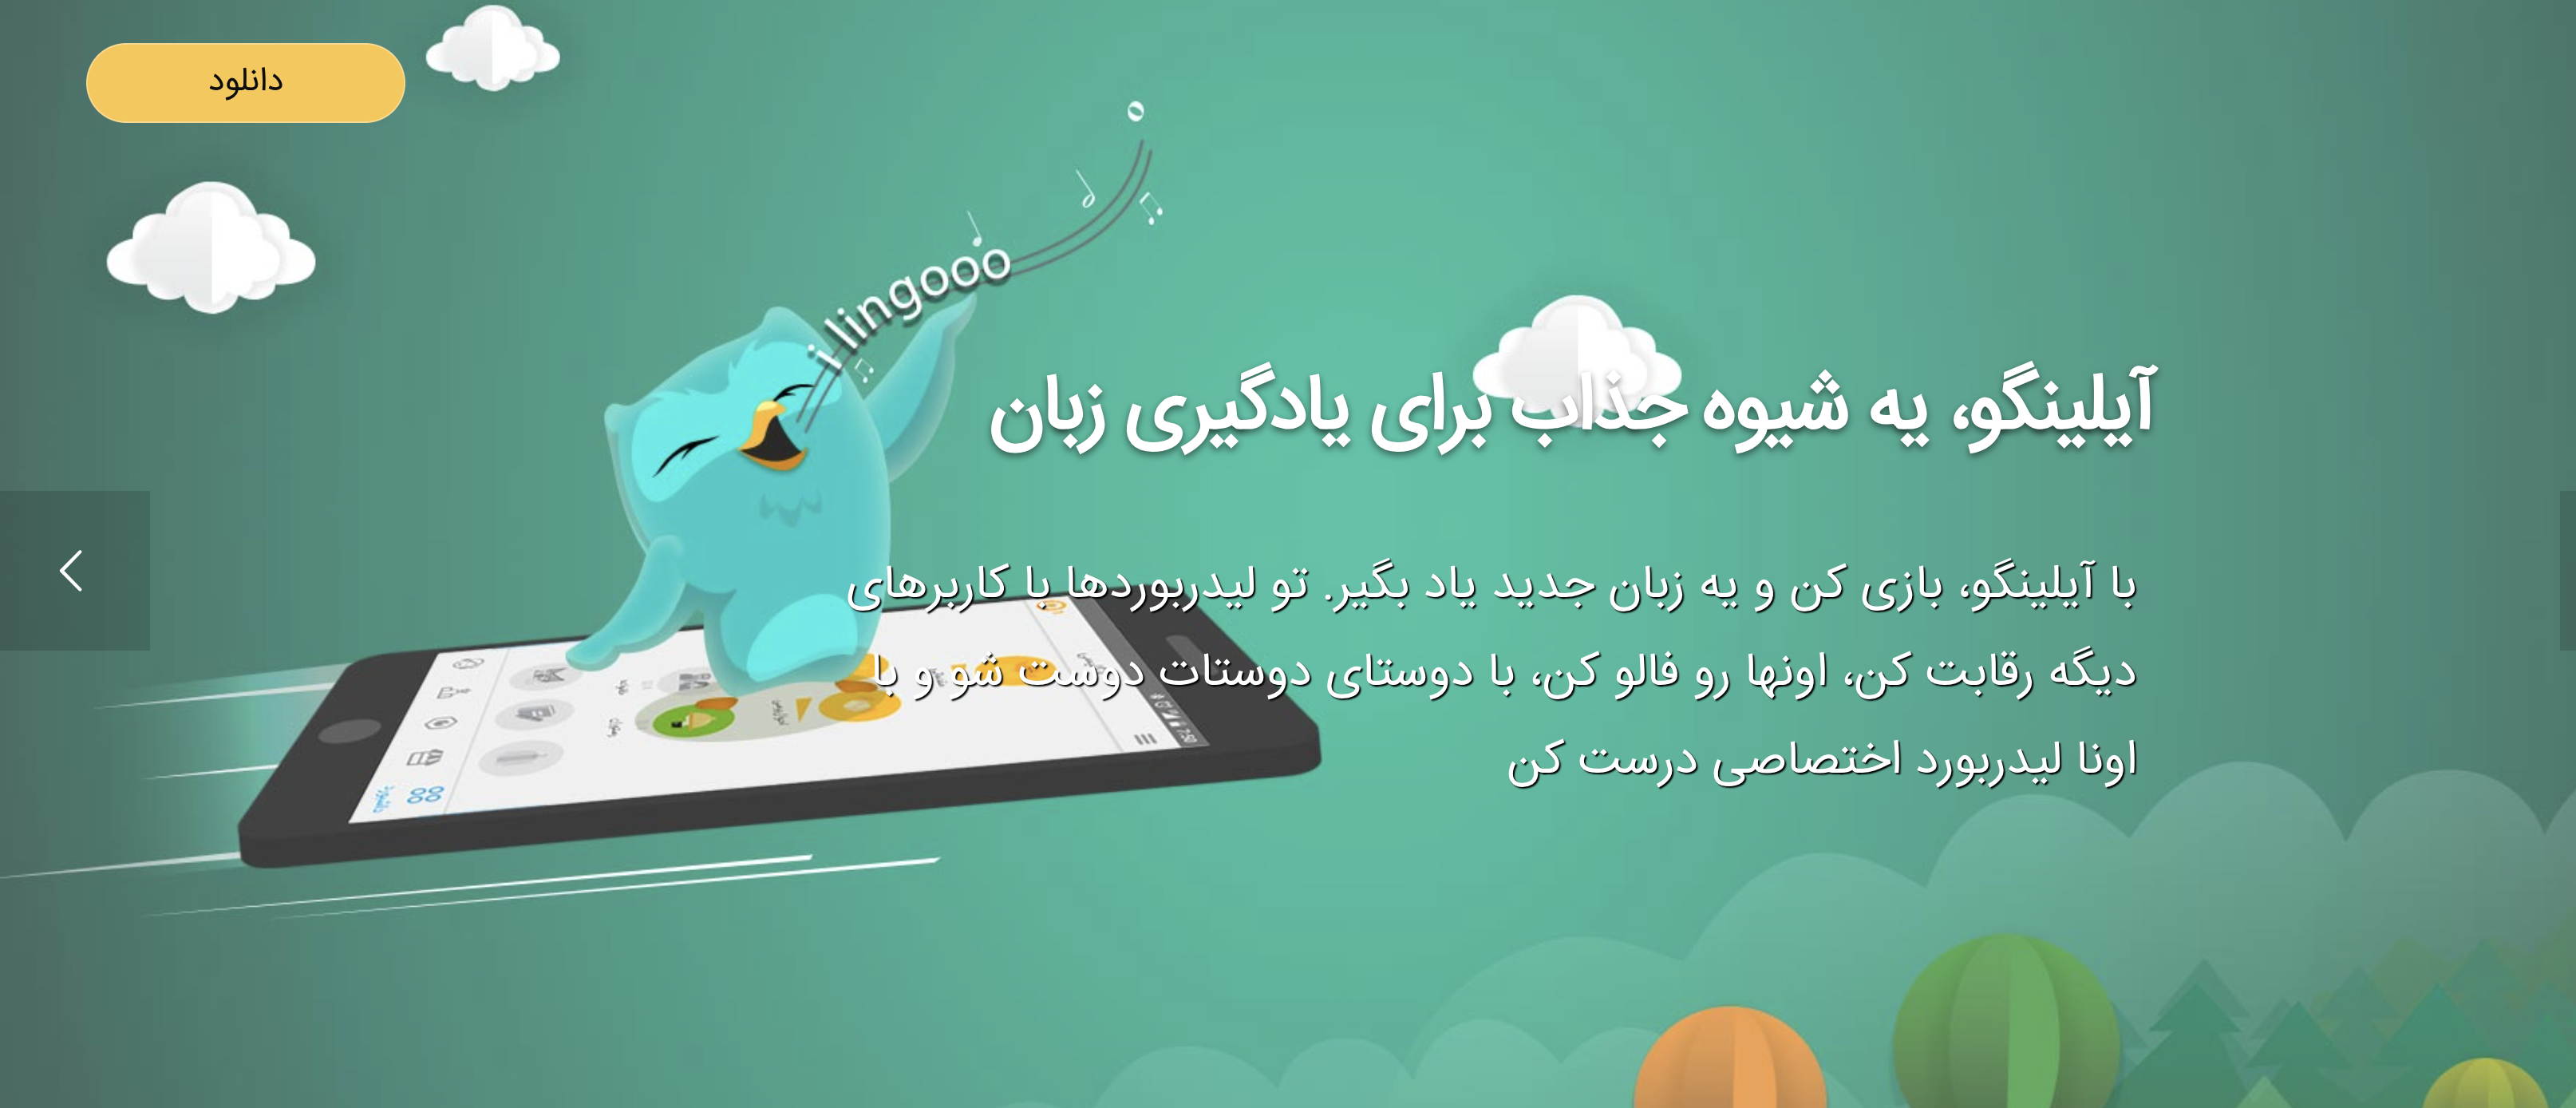 دانلود
i-lingooo
آیلینگو، یه شیوه جذاب برای یادگیری زبان
با آیلینگو، بازی کن و یه زبان جدید یاد بگیر. تو لیدربوردها با کاربرهای
دیگه رقابت کن، اونها رو فالو کن، با دوستای دوستات دوست شو و با
اونا لیدربورد اختصاصی درست کن
7:50